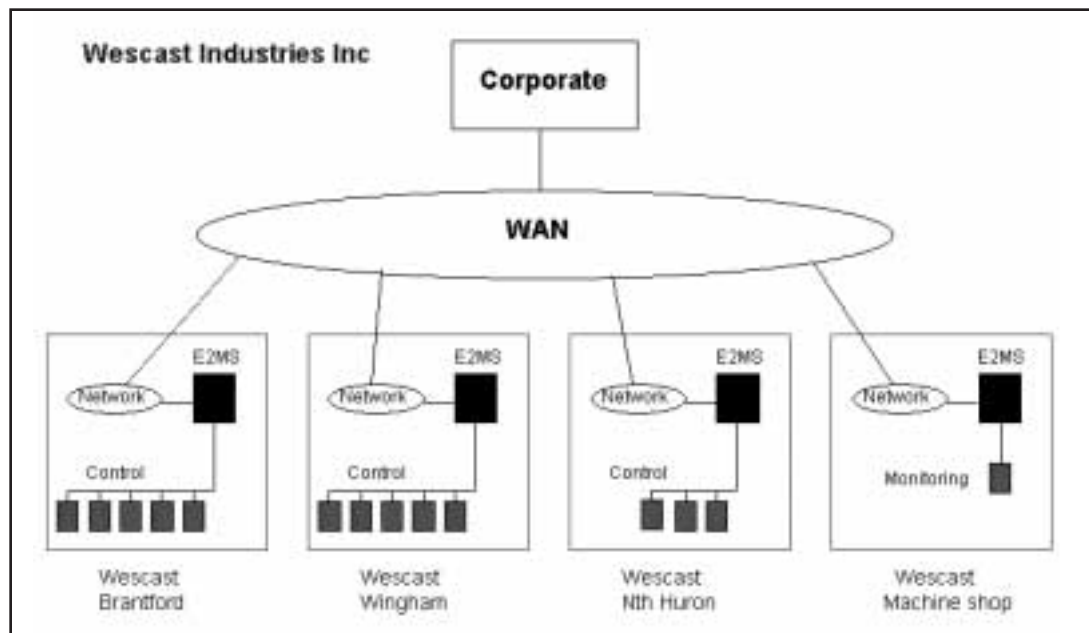 Wescast Industries Inc
Corporate
WAN
E2MS
Network
Control
Wescast
Brantford
E2MS
Network
Control
Wescast
Wingham
E2MS
Network
Control
Wescast
Nth Huron
E2MS
Network
Monitoring
Wescast
Machine shop